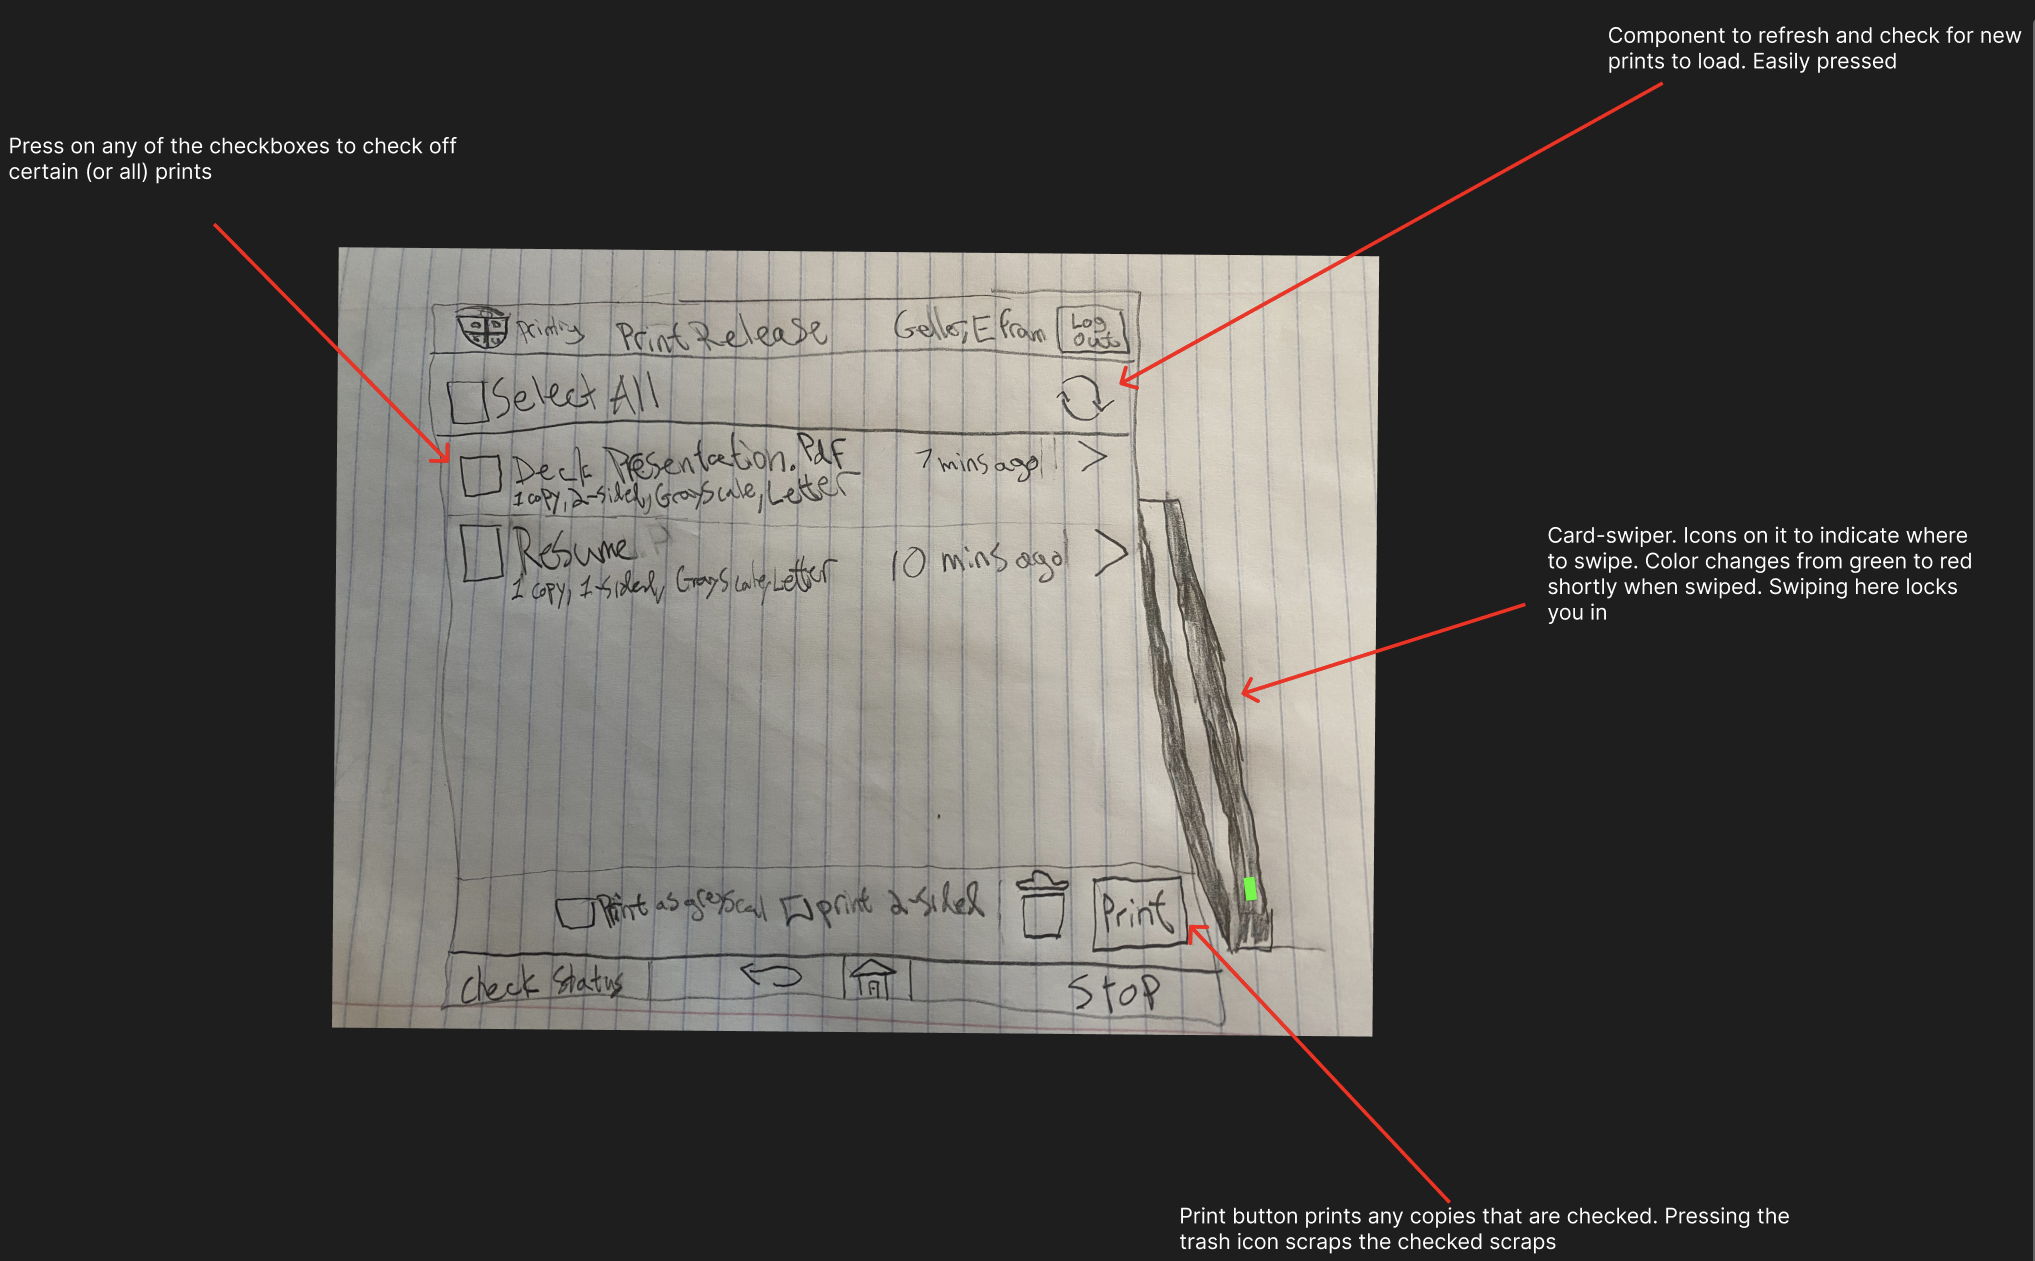 Component to refresh and check for new
prints to load. Easily pressed
Press on any of the checkboxes to check off
certain (or all) prints
Printing Print Release Geller, Efram Log
Out
Select All
Deck Presentation.Pdf 7 mins ago
1 copy, 2-sided, GrayScale, Letter
Resume 10 mins ago
1 copy, 1-sided, GrayScale, Letter
Card-swiper. Icons on it to indicate where
to swipe. Color changes from green to red
shortly when swiped. Swiping here locks
you in
Print as greyscal print 2-sided Print
Check Status Stop
Print button prints any copies that are checked. Pressing the
trash icon scraps the checked scraps